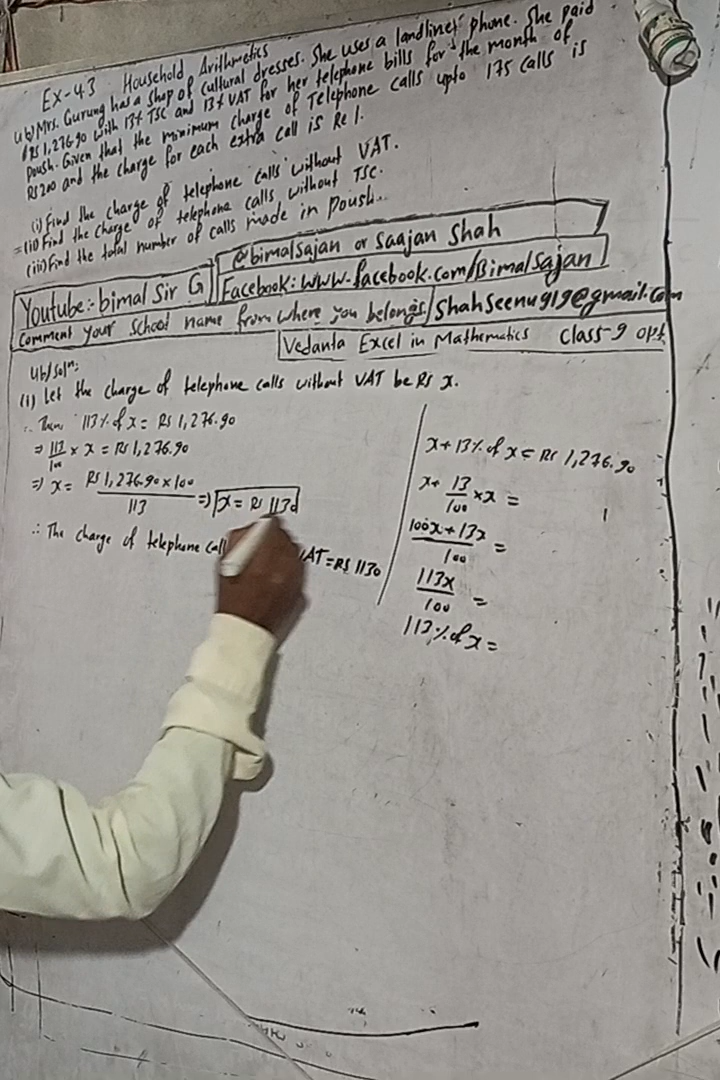 Ex-4.3 Household Arithmetics
4 b) Mrs. Gurung has a shop of cultural dresses. She uses a landline phone. She paid
Rs 1,276.90 with 13% TSC and 13% VAT for her telephone bills for the month of
Poush. Given that the minimum charge of Telephone calls upto 175 calls is
Rs 200 and the charge for each extra call is Re 1.
(i) Find the charge of telephone calls without VAT.
(ii) Find the charge of telephone calls without TSC.
(iii) Find the total number of calls made in Poush.
@bimalsajan or Saajan Shah
Youtube:- bimal Sir G
Facebook: www.facebook.com/Bimalsajan
Comment your School name from where you belongs/
Shahseenu919@gmail.com
Vedanta Excel in Mathematics Class-9 opt
4b/Soln:
(i) Let the charge of telephone calls without VAT be Rs x.
∴ Then, 113% of x = Rs 1,276.90
⇒ 113/100 × x = Rs 1,276.90
⇒ x = Rs 1,276.90 × 100/113 ⇒ x = Rs 1130
∴ The charge of telephone call VAT = Rs 1130
x + 13% of x = Rs 1,276.90
x + 13/100 × x =
100x + 13x/100 =
113x/100 =
113% of x =